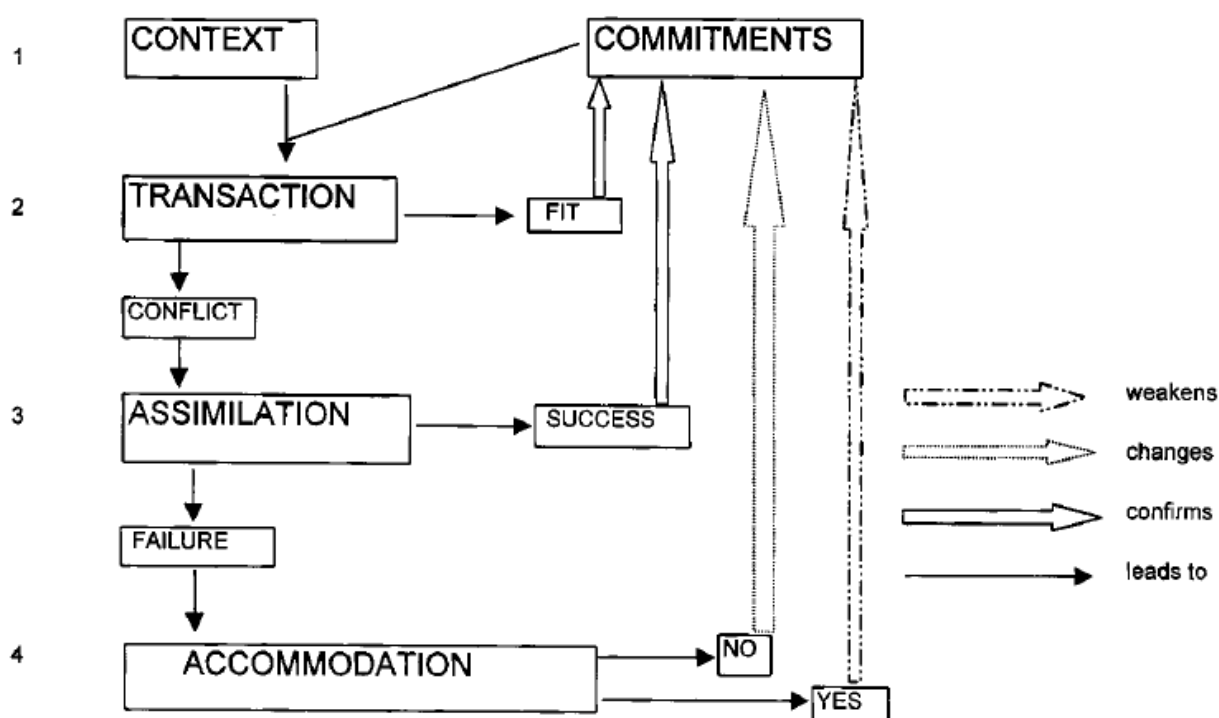 1
CONTEXT
COMMITMENTS
2
TRANSACTION
FIT
CONFLICT
3
ASSIMILATION
SUCCESS
FAILURE
4
ACCOMMODATION
NO
YES
weakens
changes
confirms
leads to